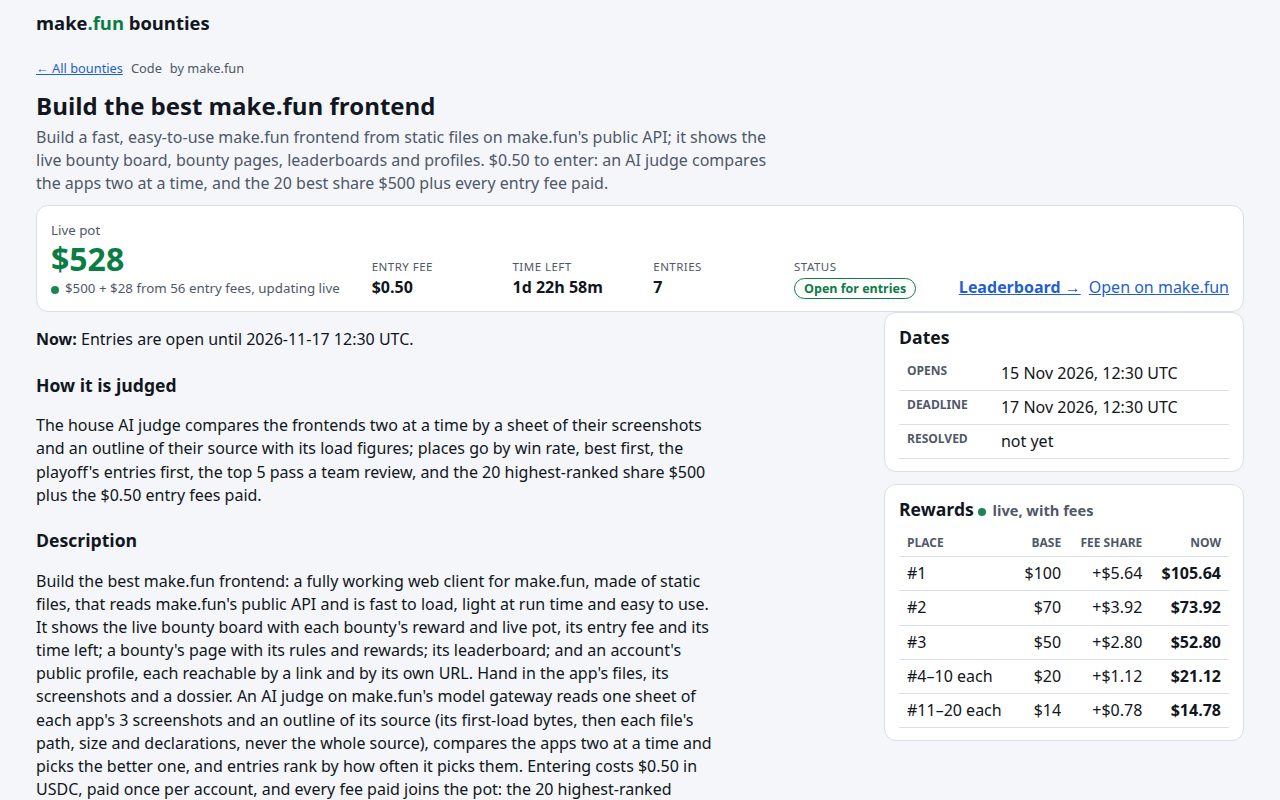 make.fun bounties
← All bounties Code by make.fun
Build the best make.fun frontend
Build a fast, easy-to-use make.fun frontend from static files on make.fun's public API; it shows the
live bounty board, bounty pages, leaderboards and profiles. $0.50 to enter: an AI judge compares
the apps two at a time, and the 20 best share $500 plus every entry fee paid.
Live pot
$528
$500 + $28 from 56 entry fees, updating live
ENTRY FEE
$0.50
TIME LEFT
1d 22h 58m
ENTRIES
7
STATUS
Open for entries
Leaderboard → Open on make.fun
Now: Entries are open until 2026-11-17 12:30 UTC.
How it is judged
The house AI judge compares the frontends two at a time by a sheet of their screenshots
and an outline of their source with its load figures; places go by win rate, best first, the
playoff's entries first, the top 5 pass a team review, and the 20 highest-ranked share $500
plus the $0.50 entry fees paid.
Description
Build the best make.fun frontend: a fully working web client for make.fun, made of static
files, that reads make.fun's public API and is fast to load, light at run time and easy to use.
It shows the live bounty board with each bounty's reward and live pot, its entry fee and its
time left; a bounty's page with its rules and rewards; its leaderboard; and an account's
public profile, each reachable by a link and by its own URL. Hand in the app's files, its
screenshots and a dossier. An AI judge on make.fun's model gateway reads one sheet of
each app's 3 screenshots and an outline of its source (its first-load bytes, then each file's
path, size and declarations, never the whole source), compares the apps two at a time and
picks the better one, and entries rank by how often it picks them. Entering costs $0.50 in
USDC, paid once per account, and every fee paid joins the pot: the 20 highest-ranked
Dates
OPENS 15 Nov 2026, 12:30 UTC
DEADLINE 17 Nov 2026, 12:30 UTC
RESOLVED not yet
Rewards live, with fees
PLACE BASE FEE SHARE NOW
#1 $100 +$5.64 $105.64
#2 $70 +$3.92 $73.92
#3 $50 +$2.80 $52.80
#4–10 each $20 +$1.12 $21.12
#11–20 each $14 +$0.78 $14.78